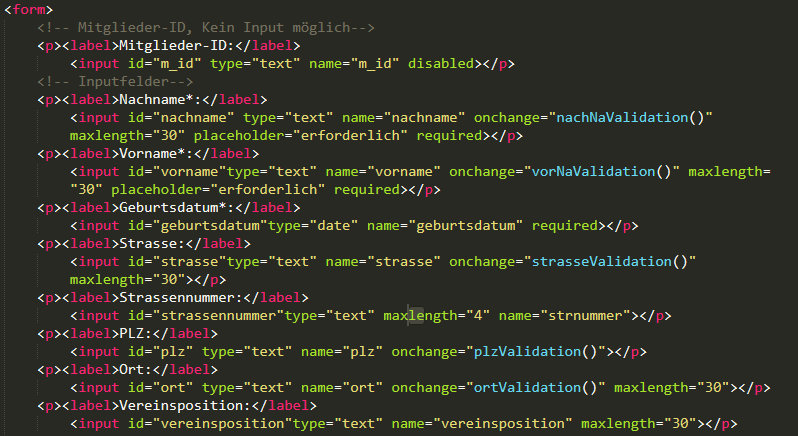 <form>
<!-- Mitglieder-ID, Kein Input möglich-->
<p><label>Mitglieder-ID:</label>
<input id="m_id" type="text" name="m_id" disabled></p>
<!-- Inputfelder-->
<p><label>Nachname*:</label>
<input id="nachname" type="text" name="nachname" onchange="nachNaValidation()"
maxlength="30" placeholder="erforderlich" required></p>
<p><label>Vorname*:</label>
<input id="vorname"type="text" name="vorname" onchange="vorNaValidation()" maxlength=
"30" placeholder="erforderlich" required></p>
<p><label>Geburtsdatum*:</label>
<input id="geburtsdatum"type="date" name="geburtsdatum" required></p>
<p><label>Strasse:</label>
<input id="strasse"type="text" name="strasse" onchange="strasseValidation()"
maxlength="30"></p>
<p><label>Strassennummer:</label>
<input id="strassennummer"type="text" maxlength="4" name="strnummer"></p>
<p><label>PLZ:</label>
<input id="plz" type="text" name="plz" onchange="plzValidation()"></p>
<p><label>Ort:</label>
<input id="ort" type="text" name="ort" onchange="ortValidation()" maxlength="30"></p>
<p><label>Vereinsposition:</label>
<input id="vereinsposition"type="text" name="vereinsposition" maxlength="30"></p>